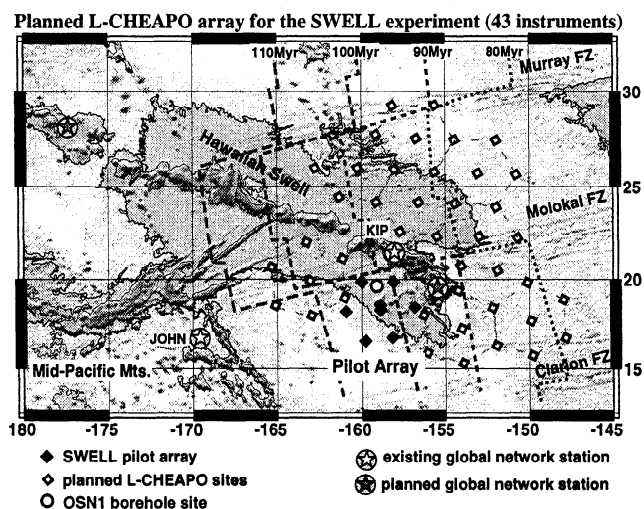 Planned L-CHEAPO array for the SWELL experiment (43 instruments)
110Myr 100Myr 90Myr 80Myr
Murray FZ
30
Hawaiian Swell
25
Molokai FZ
KIP
20
JOHN
Mid-Pacific Mts.
Pilot Array
Clarion FZ
15
-180 -175 -170 -165 -160 -155 -150 -145
SWELL pilot array
existing global network station
planned L-CHEAPO sites
planned global network station
OSN1 borehole site